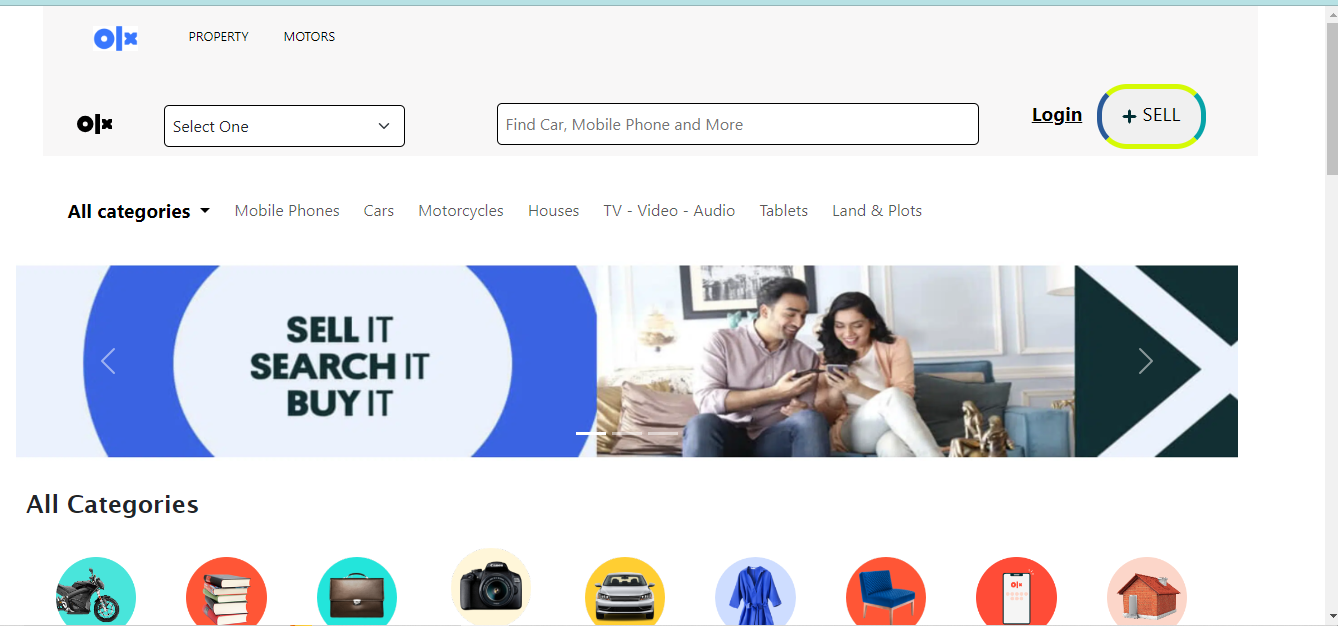 olx PROPERTY MOTORS
olx Select One Find Car, Mobile Phone and More Login + SELL
All categories Mobile Phones Cars Motorcycles Houses TV - Video - Audio Tablets Land & Plots
SELL IT
SEARCH IT
BUY IT
All Categories
olx